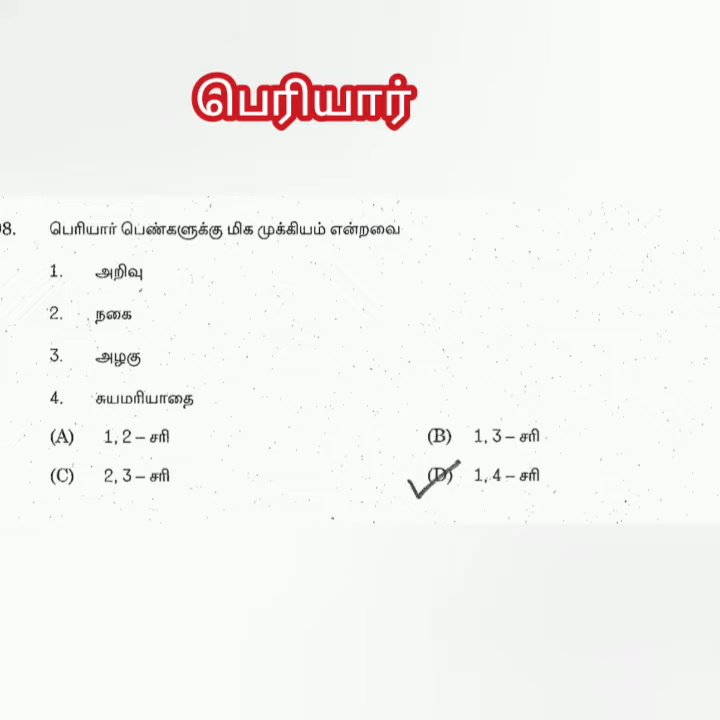 பெரியார்
8. பெரியார் பெண்களுக்கு மிக முக்கியம் என்றவை
1. அறிவு
2. நகை
3. அழகு
4. சுயமரியாதை
(A) 1, 2 – சரி (B) 1, 3 – சரி
(C) 2, 3 – சரி (D) 1, 4 – சரி